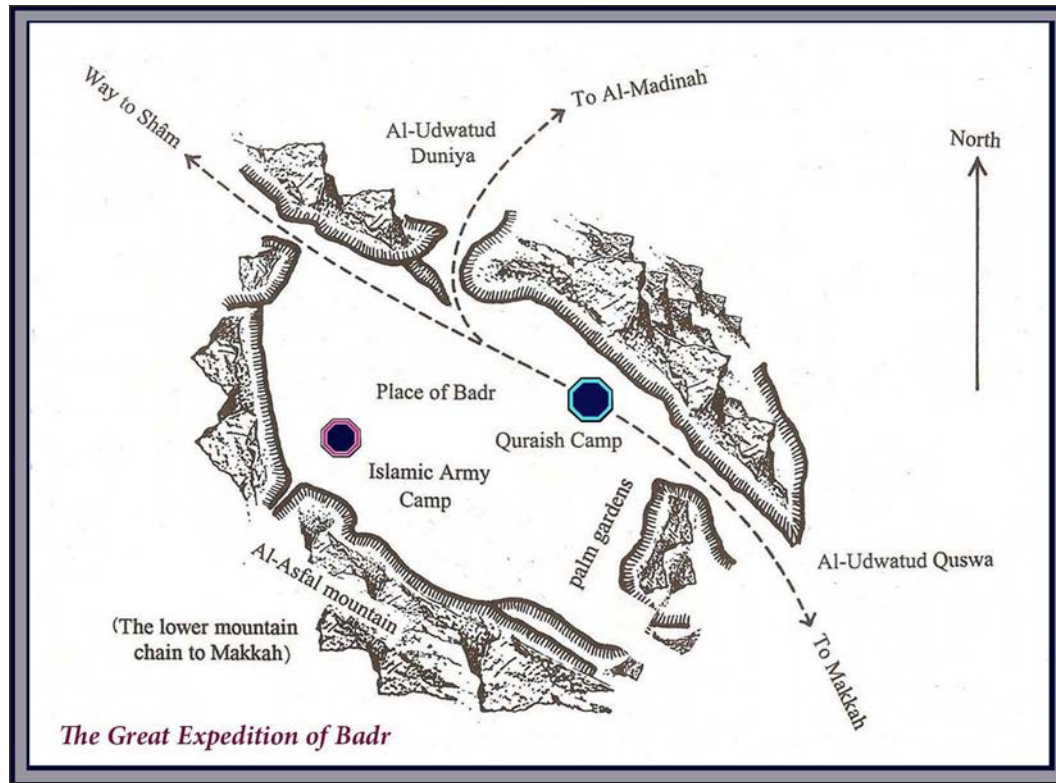 Way to Shâm
To Al-Madinah
Al-Udwatud
Duniya
North
Place of Badr
Quraish Camp
Islamic Army
Camp
palm gardens
Al-Udwatud Quswa
Al-Asfal mountain
(The lower mountain
chain to Makkah)
To Makkah
The Great Expedition of Badr